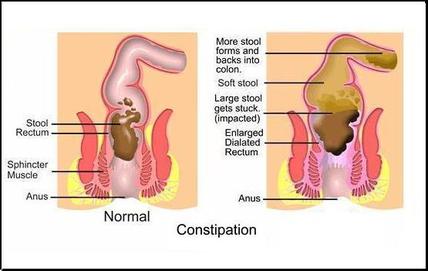 Stool
Rectum
Sphincter
Muscle
Anus
Normal
More stool
forms and
backs into
colon.
Soft stool
Large stool
gets stuck.
(impacted)
Enlarged
Dialated
Rectum
Anus
Constipation